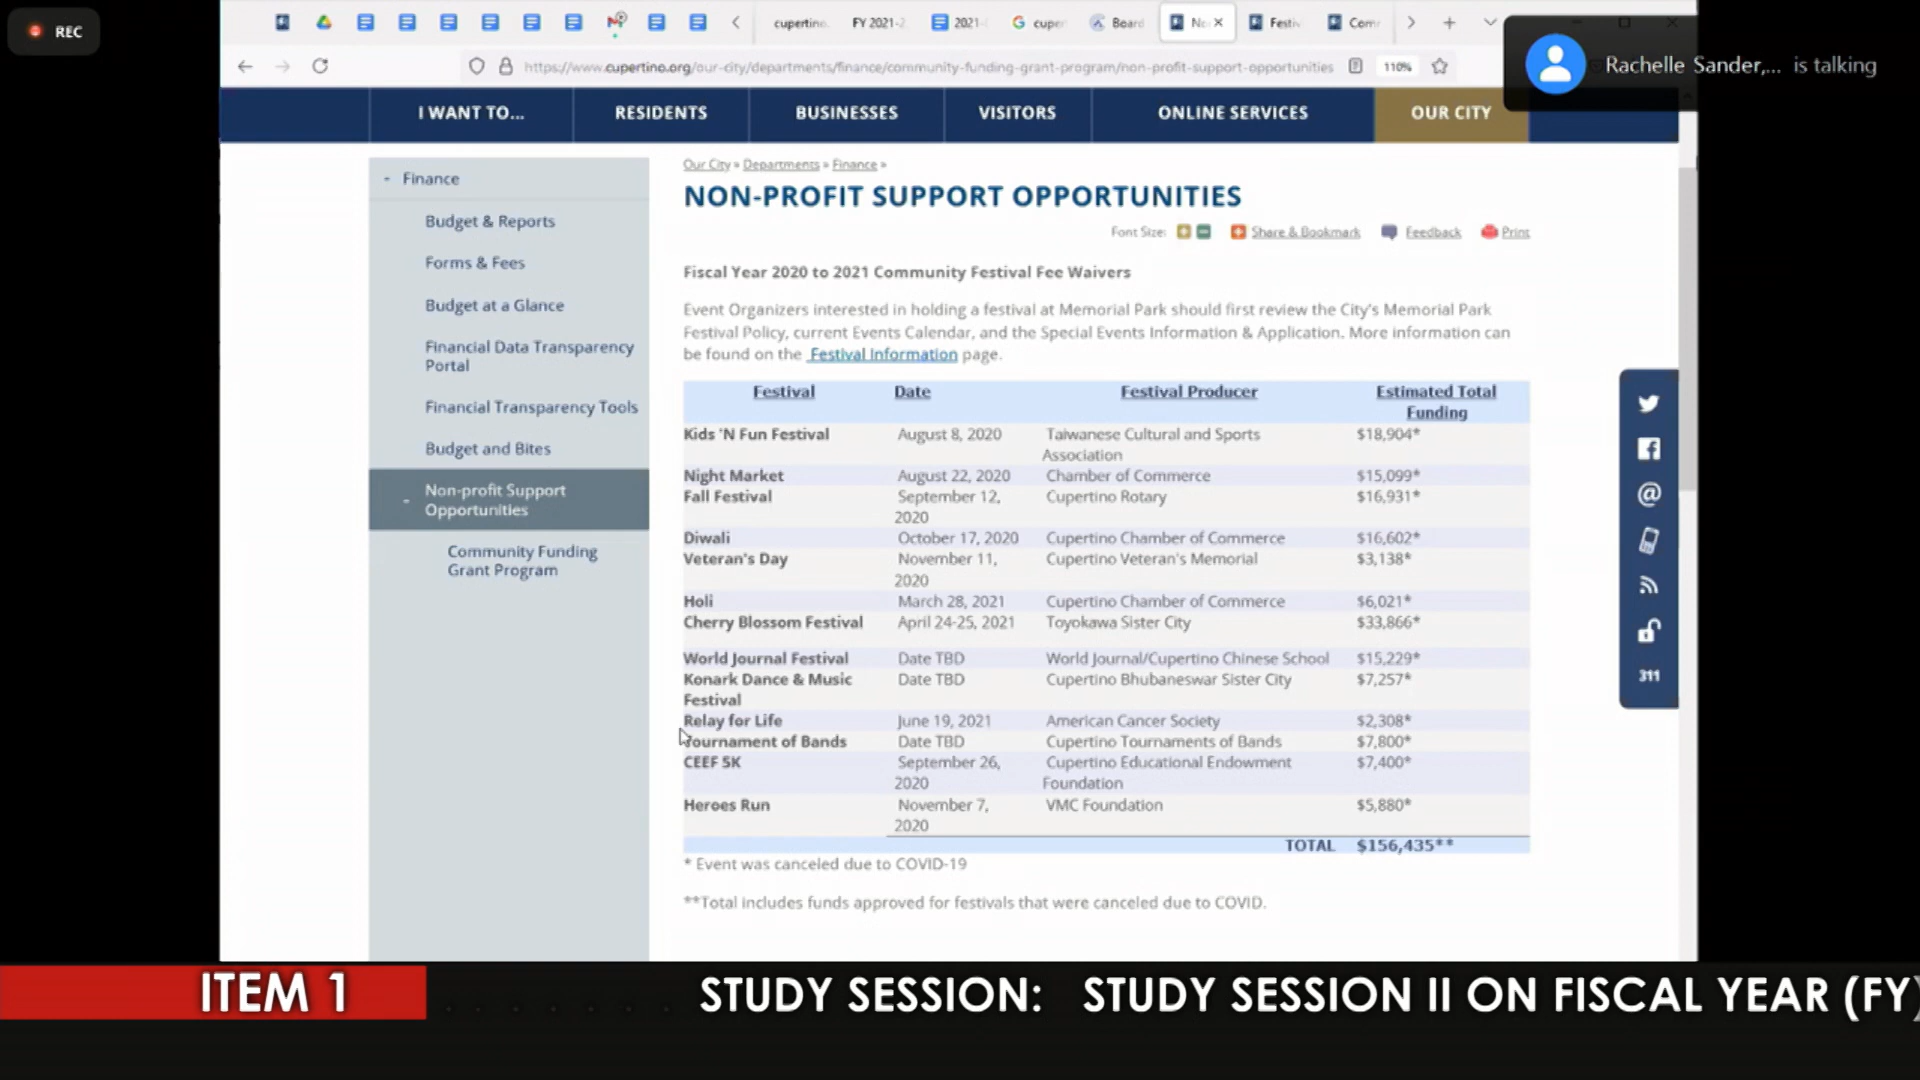 REC
cupertino.
FY 2021-2
2021-
cuper
Board
No
Festiv
Com
https://www.cupertino.org/our-city/departments/finance/community-funding-grant-program/non-profit-support-opportunities
110%
Rachelle Sander,... is talking
I WANT TO...
RESIDENTS
BUSINESSES
VISITORS
ONLINE SERVICES
OUR CITY
- Finance
Budget & Reports
Forms & Fees
Budget at a Glance
Financial Data Transparency
Portal
Financial Transparency Tools
Budget and Bites
- Non-profit Support
Opportunities
Community Funding
Grant Program
Our City » Departments » Finance »
NON-PROFIT SUPPORT OPPORTUNITIES
Font Size: Share & Bookmark Feedback Print
Fiscal Year 2020 to 2021 Community Festival Fee Waivers
Event Organizers interested in holding a festival at Memorial Park should first review the City's Memorial Park
Festival Policy, current Events Calendar, and the Special Events Information & Application. More information can
be found on the Festival Information page.
Festival Date Festival Producer Estimated Total
Funding
Kids 'N Fun Festival August 8, 2020 Taiwanese Cultural and Sports $18,904*
Association
Night Market August 22, 2020 Chamber of Commerce $15,099*
Fall Festival September 12, Cupertino Rotary $16,931*
2020
Diwali October 17, 2020 Cupertino Chamber of Commerce $16,602*
Veteran's Day November 11, Cupertino Veteran's Memorial $3,138*
2020
Holi March 28, 2021 Cupertino Chamber of Commerce $6,021*
Cherry Blossom Festival April 24-25, 2021 Toyokawa Sister City $33,866*
World Journal Festival Date TBD World Journal/Cupertino Chinese School $15,229*
Konark Dance & Music Date TBD Cupertino Bhubaneswar Sister City $7,257*
Festival
Relay for Life June 19, 2021 American Cancer Society $2,308*
Tournament of Bands Date TBD Cupertino Tournaments of Bands $7,800*
CEEF 5K September 26, Cupertino Educational Endowment $7,400*
2020 Foundation
Heroes Run November 7, VMC Foundation $5,880*
2020
TOTAL $156,435**
* Event was canceled due to COVID-19
**Total includes funds approved for festivals that were canceled due to COVID.
311
ITEM 1
STUDY SESSION: STUDY SESSION II ON FISCAL YEAR (FY)